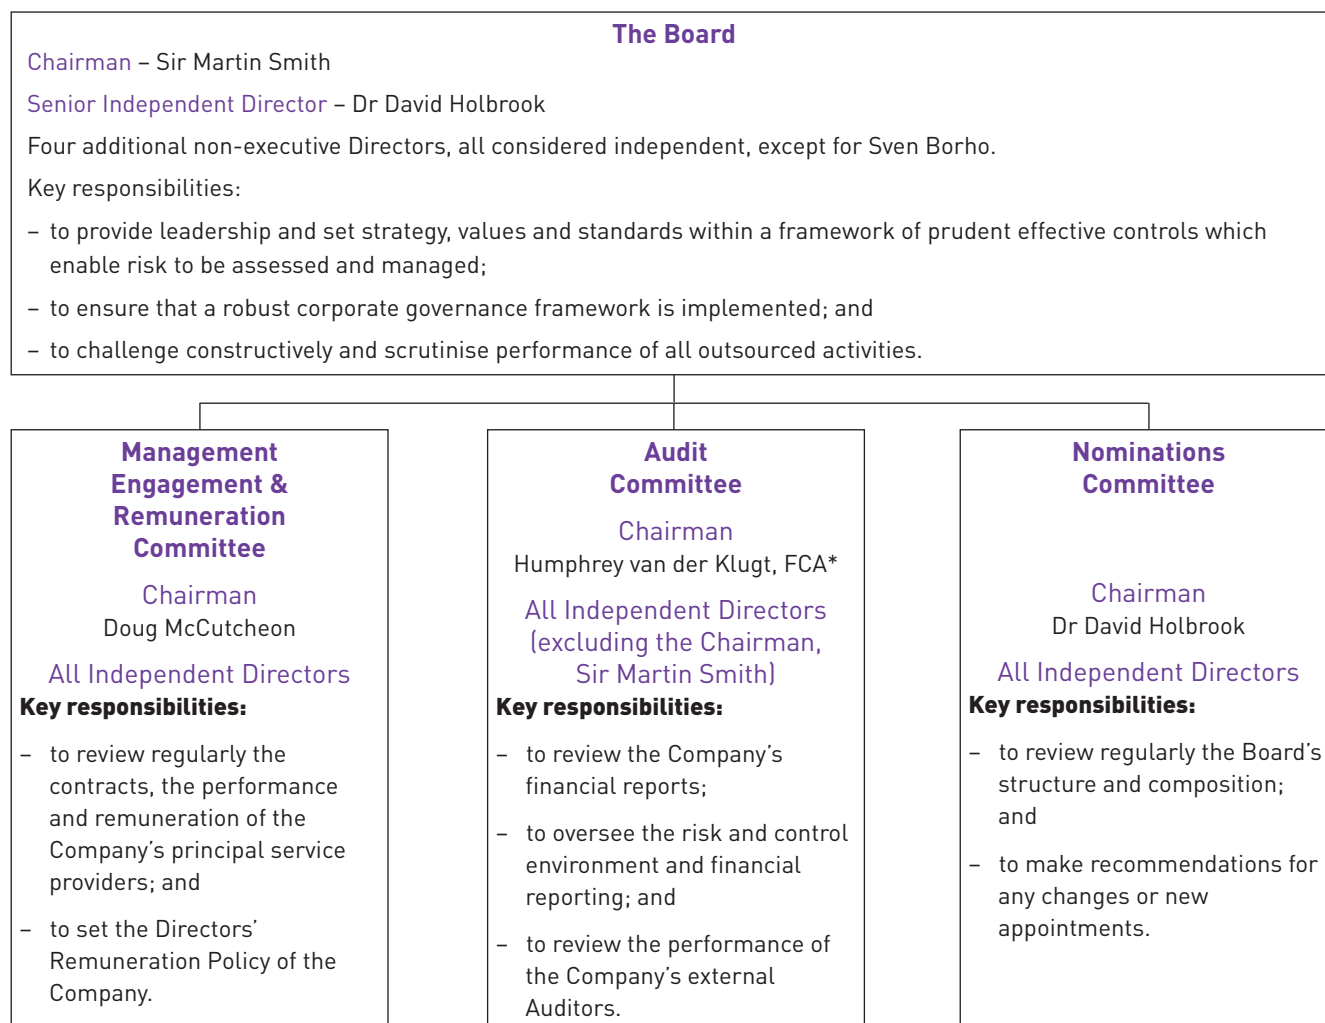 The Board
Chairman – Sir Martin Smith
Senior Independent Director – Dr David Holbrook
Four additional non-executive Directors, all considered independent, except for Sven Borho.
Key responsibilities:
– to provide leadership and set strategy, values and standards within a framework of prudent effective controls which
enable risk to be assessed and managed;
– to ensure that a robust corporate governance framework is implemented; and
– to challenge constructively and scrutinise performance of all outsourced activities.
Management
Engagement &
Remuneration
Committee
Chairman
Doug McCutcheon
All Independent Directors
Key responsibilities:
– to review regularly the
contracts, the performance
and remuneration of the
Company’s principal service
providers; and
– to set the Directors’
Remuneration Policy of the
Company.
Audit
Committee
Chairman
Humphrey van der Klugt, FCA*
All Independent Directors
(excluding the Chairman,
Sir Martin Smith)
Key responsibilities:
– to review the Company’s
financial reports;
– to oversee the risk and control
environment and financial
reporting; and
– to review the performance of
the Company’s external
Auditors.
Nominations
Committee
Chairman
Dr David Holbrook
All Independent Directors
Key responsibilities:
– to review regularly the Board’s
structure and composition;
and
– to make recommendations for
any changes or new
appointments.